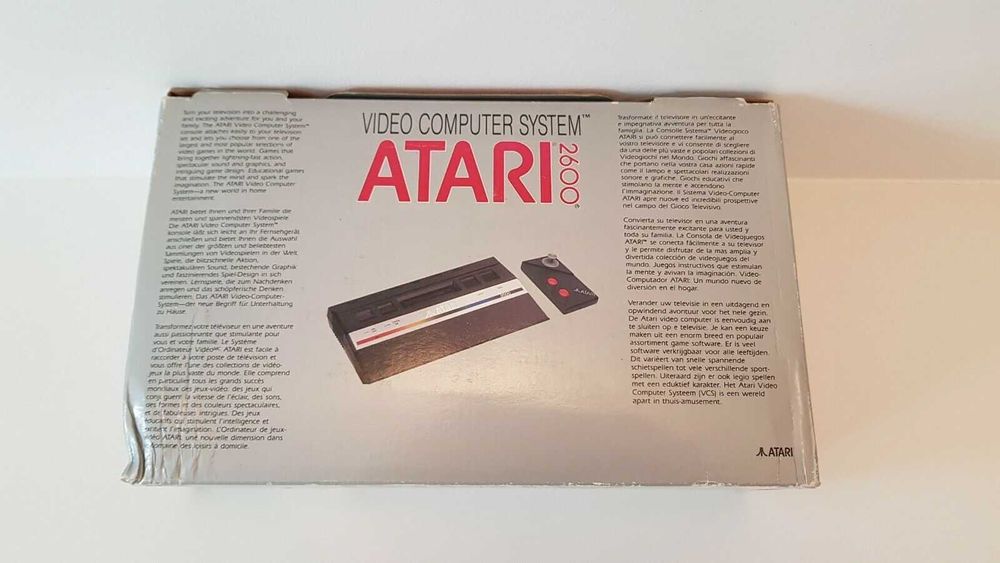 VIDEO COMPUTER SYSTEM™
ATARI 2600®
Turn your television into a challenging
and exciting adventure for you and your
family. The ATARI Video Computer System™
console attaches easily to your television
set and lets you choose from one of the
largest and most popular selections of
video games in the world. Games that
bring together lightning-fast action,
spectacular sound and graphics, and
intriguing game design. Educational games
that stimulate the mind and spark the
imagination. The ATARI Video Computer
System—a new world in home
entertainment.
ATARI bietet Ihnen und Ihrer Familie die
meisten und spannendsten Videospiele.
Die ATARI Video Computer System™
konsole läßt sich leicht an Ihr Fernsehgerät
anschließen und bietet Ihnen die Auswahl
aus einer der größten und beliebtesten
Sammlungen von Videospielen in der Welt.
Spiele, die blitzschnelle Aktion,
spektakulären Sound, bestechende Graphik
und faszinierendes Spiel-Design in sich
vereinen. Lernspiele, die zum Nachdenken
anregen und das schöpferische Denken
stimulieren. Das ATARI Video-Computer-
System—der neue Begriff für Unterhaltung
zu Hause.
Transformez votre téléviseur en une aventure
aussi passionnante que stimulante pour
vous et votre famille. Le Système
d'Ordinateur Vidéo ATARI est facile à
raccorder à votre poste de télévision et
vous offre l'une des collections de vidéo-
jeux la plus vaste du monde. Elle comprend
en particulier tous les grands succès
mondiaux des jeux-vidéo: des jeux qui
conjuguent la vitesse de l'éclair, des sons,
des formes et des couleurs spectaculaires,
et de fabuleuses intrigues. Des jeux
éducatifs qui stimulent l'intelligence et
excitent l'imagination. L'Ordinateur de jeux-
vidéo ATARI, une nouvelle dimension dans
domaine des loisirs à domicile.
Trasformate il televisore in un'eccitante
e impegnativa avventura per tutta la
famiglia. La Consolle Sistema™ Videogioco
ATARI si può connettere facilmente al
vostro televisore e vi consente di scegliere
da una delle più vaste e popolari collezioni di
Videogiochi nel Mondo. Giochi affascinanti
che portano nella vostra casa azioni rapide
come il lampo e spettacolari realizzazioni
sonore e grafiche. Giochi educativi che
stimolano la mente e accendono
l'immaginazione. Il Sistema Video-Computer
ATARI apre nuove ed incredibili prospettive
nel campo del Gioco Televisivo.
Convierta su televisor en una aventura
fascinantemente excitante para usted y
toda su familia. La Consola de Videojuegos
ATARI™ se conecta fácilmente a su televisor
y le permite disfrutar de la mas amplia y
divertida colección de videojuegos del
mundo. Juegos instructivos que estimulan
la mente y avivan la imaginación. Video-
Computador ATARI: Un mundo nuevo de
diversión en el hogar.
Verander uw televisie in een uitdagend en
opwindend avontuur voor het hele gezin.
De Atari video computer is eenvoudig aan
te sluiten op e televisie. Je kan een keuze
maken uit een enorm breed en populair
assortiment game software. Er is veel
software verkrijgbaar voor alle leeftijden.
Dit varieert van snelle spannende
schietspellen tot vele verschillende sport-
spellen. Uiteraard zijn er ook legio spellen
met een eduktief karakter. Het Atari Video
Computer Systeem (VCS) is een wereld
apart in thuis-amusement.
ATARI